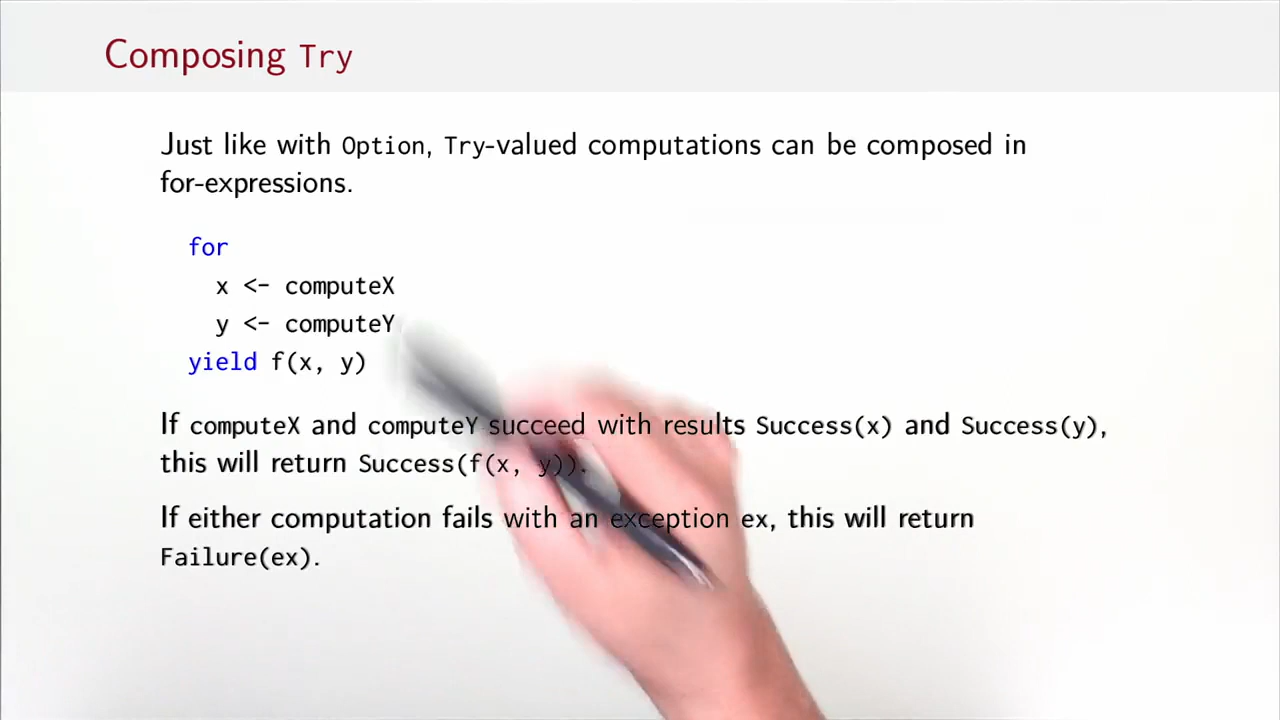 Composing Try
Just like with Option, Try-valued computations can be composed in
for-expressions.
for
x <- computeX
y <- computeY
yield f(x, y)
If computeX and computeY succeed with results Success(x) and Success(y),
this will return Success(f(x, y)).
If either computation fails with an exception ex, this will return
Failure(ex).